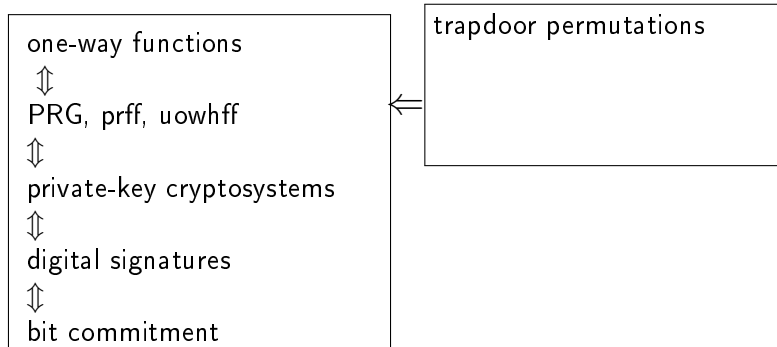 one-way functions
⇕
PRG, prff, uowhff
⇕
private-key cryptosystems
⇕
digital signatures
⇕
bit commitment
⇐
trapdoor permutations